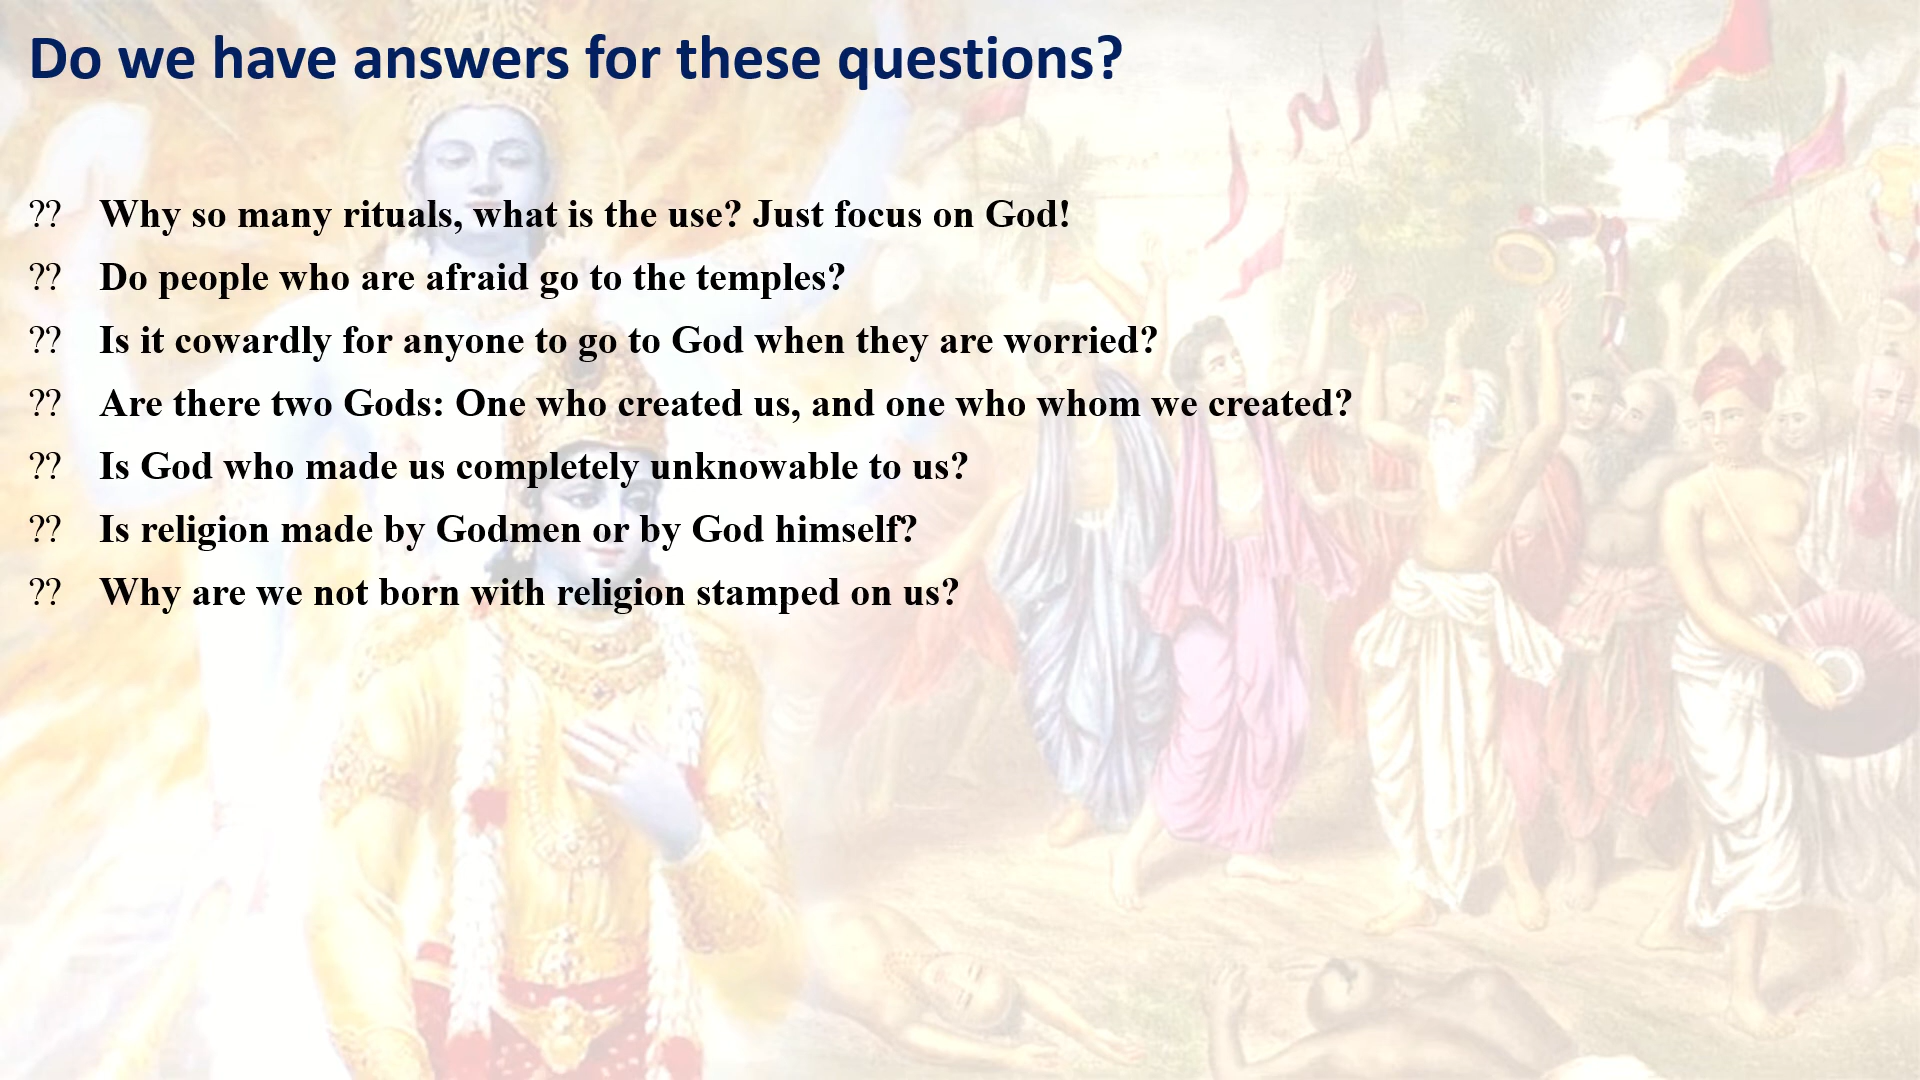 Do we have answers for these questions?
?? Why so many rituals, what is the use? Just focus on God!
?? Do people who are afraid go to the temples?
?? Is it cowardly for anyone to go to God when they are worried?
?? Are there two Gods: One who created us, and one who whom we created?
?? Is God who made us completely unknowable to us?
?? Is religion made by Godmen or by God himself?
?? Why are we not born with religion stamped on us?